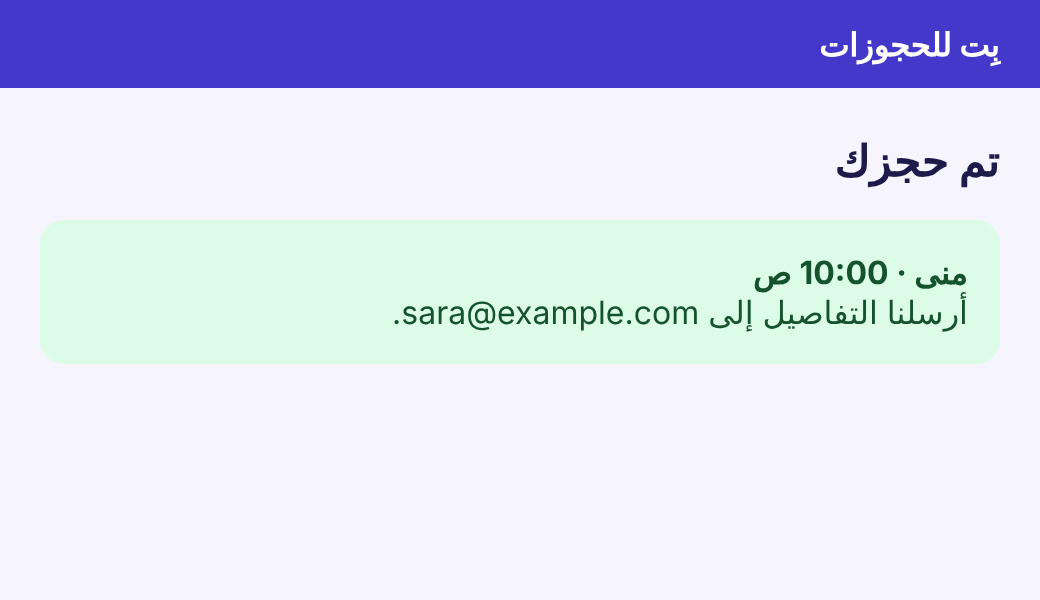 بِت للحجوزات
تم حجزك
منى · 10:00 ص
أرسلنا التفاصيل إلى sara@example.com.